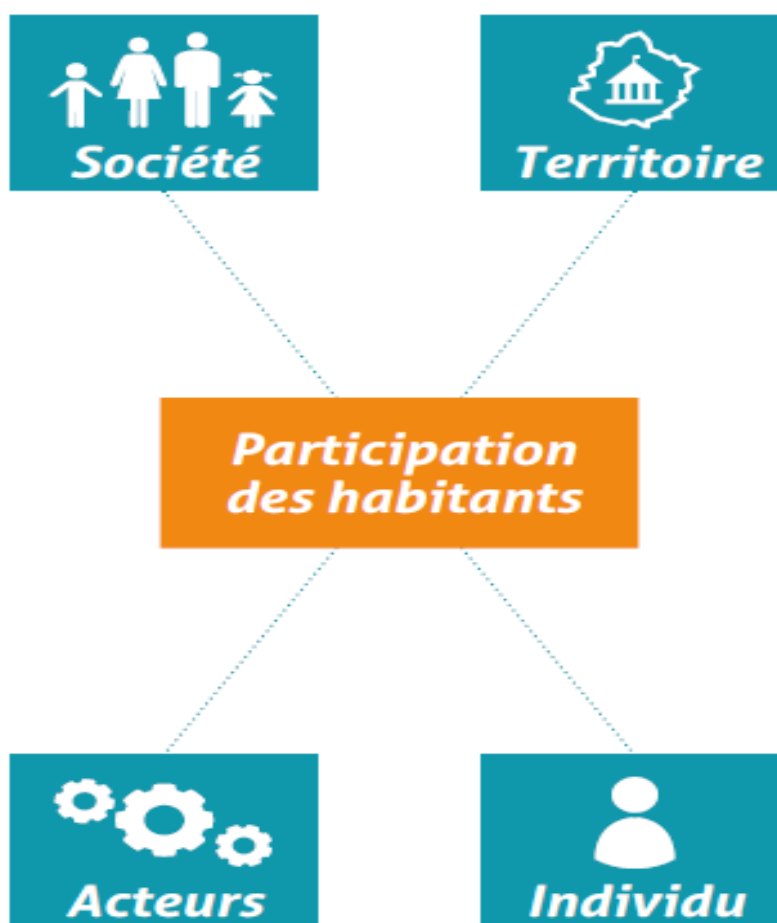 Société
Territoire
Participation
des habitants
Acteurs
Individu